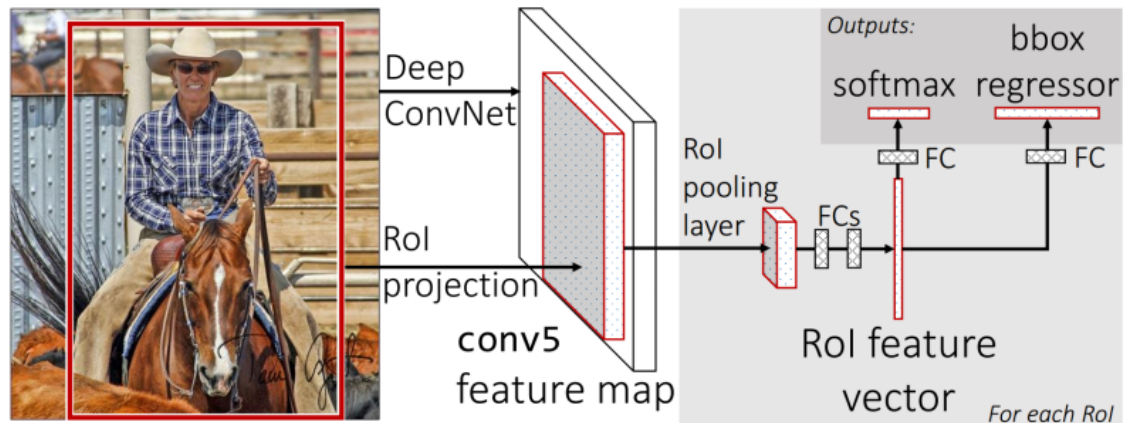 Deep
ConvNet
RoI
projection
conv5
feature map
RoI
pooling
layer
FCs
RoI feature
vector
Outputs:
softmax
bbox
regressor
FC
FC
For each RoI